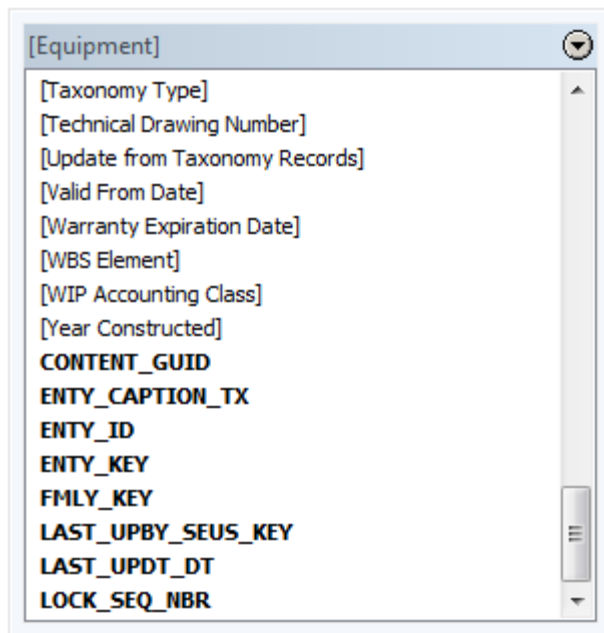 [Equipment]
[Taxonomy Type]
[Technical Drawing Number]
[Update from Taxonomy Records]
[Valid From Date]
[Warranty Expiration Date]
[WBS Element]
[WIP Accounting Class]
[Year Constructed]
CONTENT_GUID
ENTY_CAPTION_TX
ENTY_ID
ENTY_KEY
FMLY_KEY
LAST_UPBY_SEUS_KEY
LAST_UPDT_DT
LOCK_SEQ_NBR